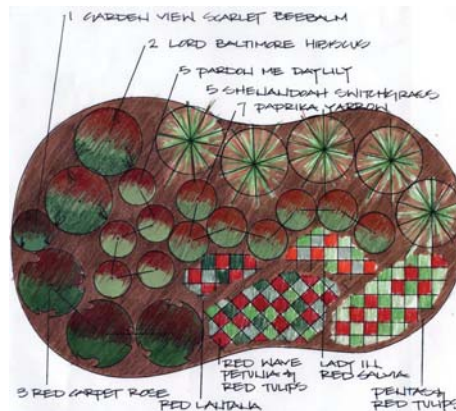 1 GARDEN VIEW SCARLET BEEBALM
2 LORD BALTIMORE HIBISCUS
5 PARDON ME DAYLILY
5 SHENANDOAH SWITCHGRASS
7 PAPRIKA YARROW
RED WAVE
PETUNIA &
RED TULIPS
LADY ILL
RED SALVIA
3 RED CARPET ROSE
RED LANTANA
PENTAS &
RED TULIPS